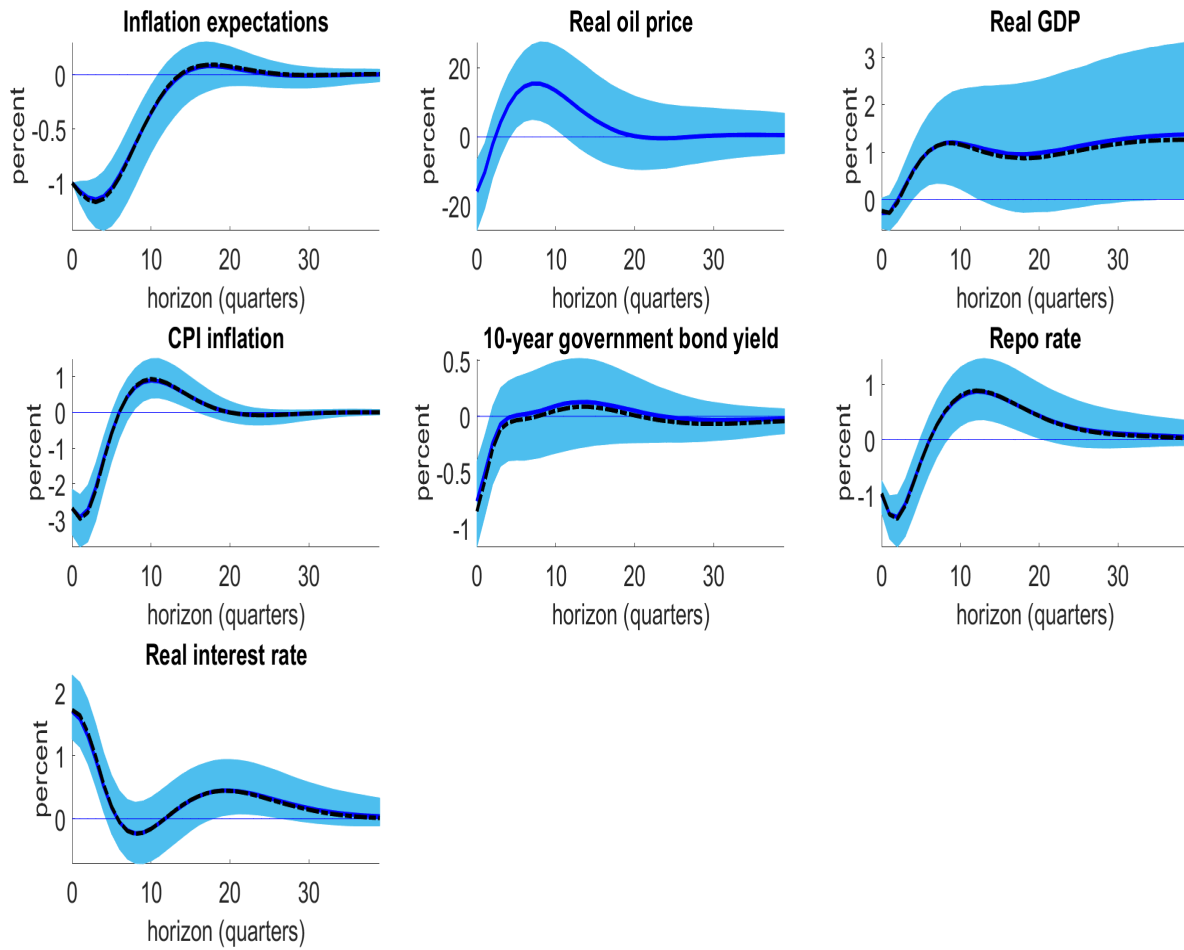 Inflation expectations
percent
0
-0.5
-1
0 10 20 30
horizon (quarters)
Real oil price
percent
20
0
-20
0 10 20 30
horizon (quarters)
Real GDP
percent
3
2
1
0
0 10 20 30
horizon (quarters)
CPI inflation
percent
1
0
-1
-2
-3
0 10 20 30
horizon (quarters)
10-year government bond yield
percent
0.5
0
-0.5
-1
0 10 20 30
horizon (quarters)
Repo rate
percent
1
0
-1
0 10 20 30
horizon (quarters)
Real interest rate
percent
2
1
0
0 10 20 30
horizon (quarters)